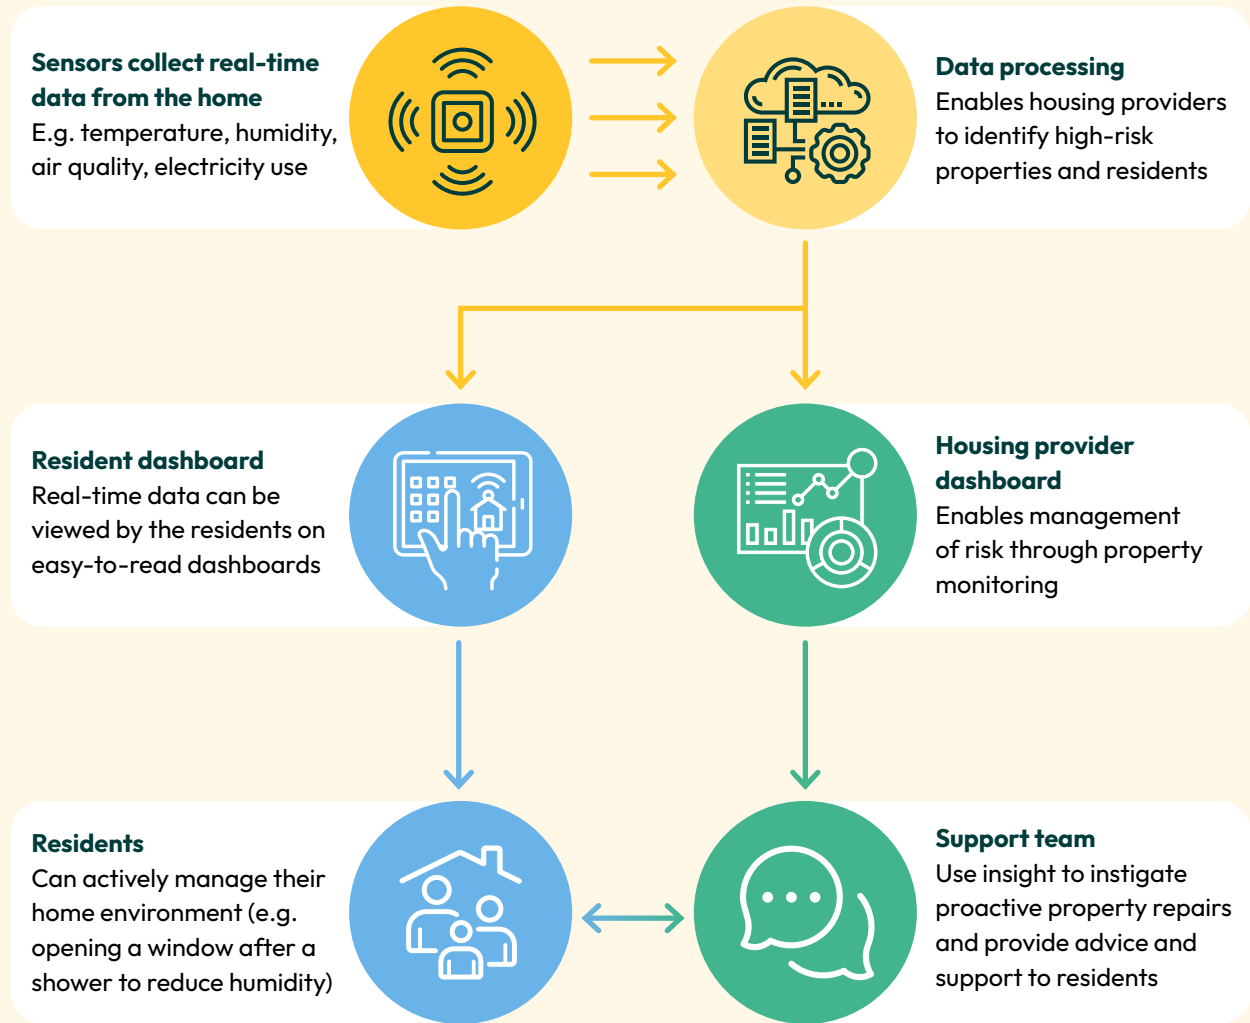 Sensors collect real-time
data from the home
E.g. temperature, humidity,
air quality, electricity use
Data processing
Enables housing providers
to identify high-risk
properties and residents
Resident dashboard
Real-time data can be
viewed by the residents on
easy-to-read dashboards
Housing provider
dashboard
Enables management
of risk through property
monitoring
Residents
Can actively manage their
home environment (e.g.
opening a window after a
shower to reduce humidity)
Support team
Use insight to instigate
proactive property repairs
and provide advice and
support to residents